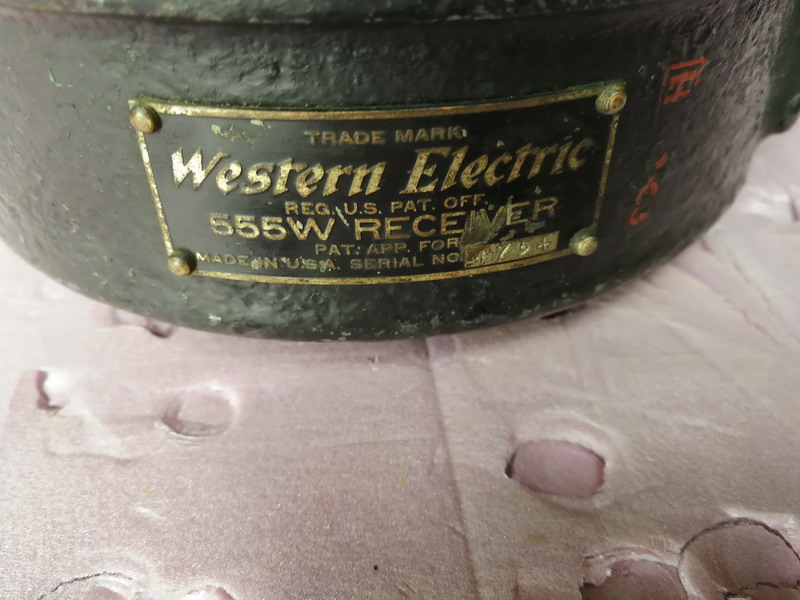 TRADE MARK
Western Electric
REG. U.S. PAT. OFF.
555W RECEIVER
PAT. APP. FOR
MADE IN U.S.A. SERIAL NO.